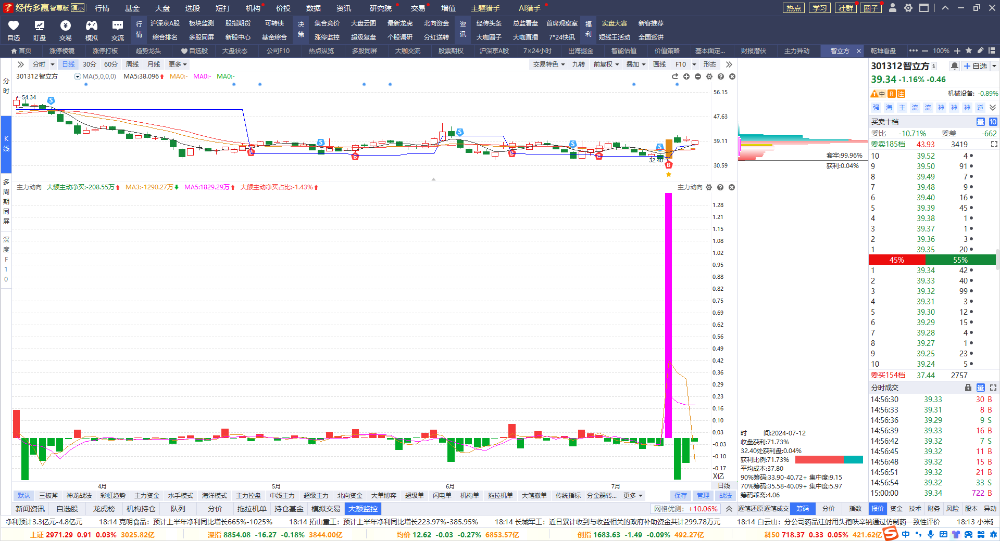 经传多赢 智尊版 演示 行情 基金 大盘 选股 短打 机构 价投 数据 资讯 研究院 交易 增值 主题猎手 AI猎手 热点 学习 社群 圈子
自选 盯盘 交易 模拟 交流
行情 沪深京A股 板块监测 股指期货 可转债 决策 集合竞价 大盘云图 最新龙虎 北向资金 资讯 经传头条 总监看盘 首席观察室 福利 实盘大赛 新客推荐
综合排名 多股同屏 新股中心 基金综合 涨停监控 超级复盘 个股调研 分红送转 大咖圈子 大咖直播 7*24快讯 短线王活动 全国巡讲
首页 涨停棱镜 涨停打板 趋势龙头 自选股 大盘状态 公司F10 热点纵览 多股同屏 大咖交流 股票期权 沪深京A股 7×24小时 出海掘金 智能估值 价值策略 基本面定... 财报潜伏 主力异动 智立方 乾坤看盘 100%
分时
K线
多周期同屏
深度F10
分时 日线 30分 60分 周线 月线 更多 交易特色 九转 前复权 叠加 画线 F10 形态
301312智立方 MA(5,0,0,0) MA5:38.096 MA0:- MA0:- MA0:-
54.34
32.40
S S S S S B B B
56.15
47.63
39.11
30.59
主力动向 大额主动净买:-208.55万 MA3:-1290.27万 MA5:1829.29万 大额主动净买占比:-1.43% 主力动向
1.28
1.21
1.15
1.08
1.02
0.95
0.88
0.82
0.75
0.69
0.62
0.56
0.49
0.42
0.36
0.29
0.23
0.16
0.10
0.03
-0.03
-0.10
-0.17
X亿
4月 5月 6月 7月 日线
默认 三板斧 神龙战法 彩虹趋势 主力资金 水手模式 海洋模式 主力控盘 中线主力 超级主力 北向资金 大单博弈 超级单 闪电单 机构单 拖拉机单 大笔撤单 传统指标 分金弱转... 更多 保存 管理 战法
新闻资讯 自选股 龙虎榜 机构持仓 队列 分价 拖拉机单 持仓基金 模拟交易 大额监控 网格优测: +10.06%
套牢:99.96%
获利:0.04%
时 间:2024-07-12
收盘获利:71.73%
32.40处获利盘:0.04%
获利比例:71.73%
平均成本:37.80
90%筹码:33.90-40.72+ 集中度:9.15
70%筹码:35.58-40.09+ 集中度:5.97
筹码乖离:4.06
逐笔还原 逐笔成交 筹码 分价 指数 报价 资金 技术 财务 风险 股本 异动
301312智立方 自选
39.34 -1.16% -0.46
中 R 注 机械设备: -0.89%
强 海 主 流 流 神 神 神 逆
买卖十档 量 10
委比 -10.71% 委差 -662
委卖185档 43.93 3419
10 39.52 4
9 39.50 91
8 39.49 7
7 39.48 9
6 39.40 16
5 39.39 45
4 39.38 1
3 39.37 1
2 39.36 3
1 39.35 20
45% 55%
1 39.34 42
2 39.33 40
3 39.32 99
4 39.31 3
5 39.30 12
6 39.29 15
7 39.28 4
8 39.27 1
9 39.25 23
10 39.24 5
委买154档 37.44 2757
分时成交 量
14:56:30 39.33 30 B
14:56:33 39.31 8 B
14:56:36 39.29 9 S
14:56:39 39.33 16 B
14:56:42 39.32 7 S
14:56:45 39.32 11 B
14:56:48 39.32 15 B
14:56:51 39.32 21 B
14:56:54 39.32 33 S
15:00:00 39.34 722 B
净利预计3.3亿元-4.8亿元 18:14 克明食品：预计上半年净利同比增长665%-1025% 18:14 拓山重工：预计上半年净利同比增长223.97%-385.95% 18:14 长城军工：近日累计收到与收益相关的政府补助资金共计299.78万元 18:14 白云山：分公司药品注射用头孢呋辛钠通过仿制药一致性评价 18:13 小米
上证 2971.29 0.91 0.03% 3025.82亿 深指 8854.08 -16.27 -0.18% 3844.00亿 均价 12.62 -0.03 -0.27% 6853.57亿 创指 1683.63 -1.49 -0.09% 492.27亿 科50 718.37 0.33 0.05% 421.62亿 中